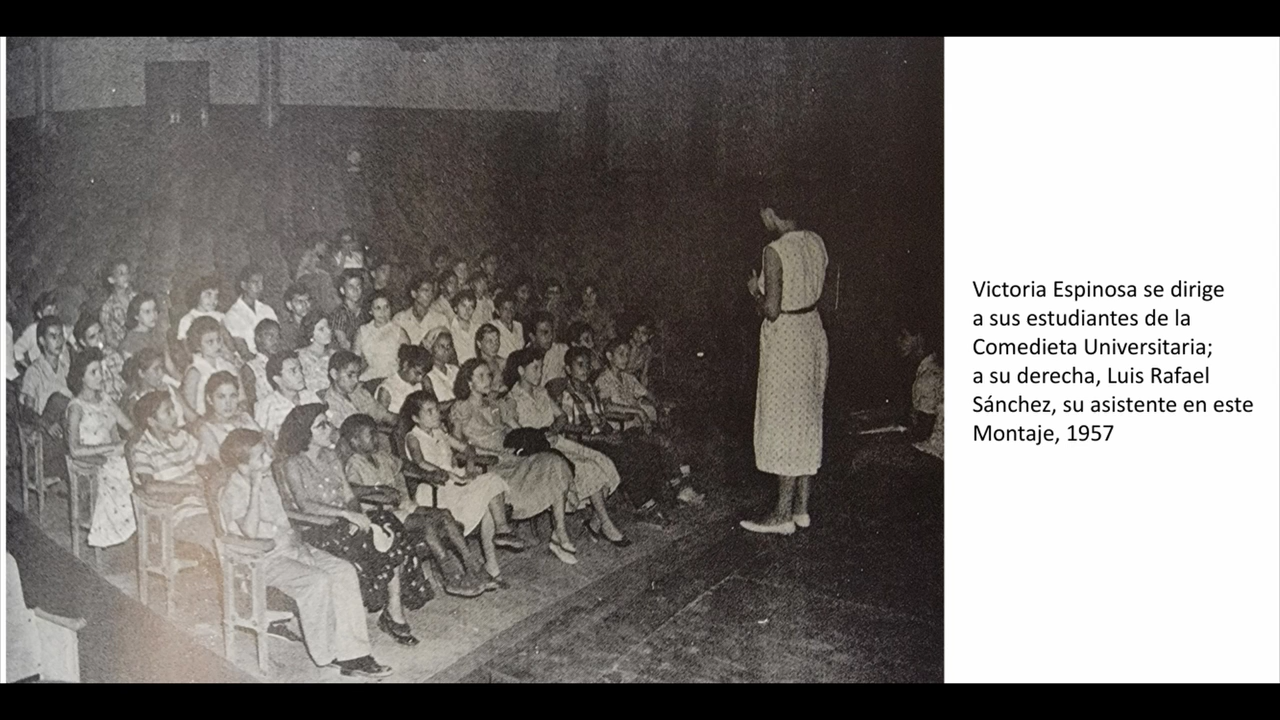 Victoria Espinosa se dirige
a sus estudiantes de la
Comedieta Universitaria;
a su derecha, Luis Rafael
Sánchez, su asistente en este
Montaje, 1957